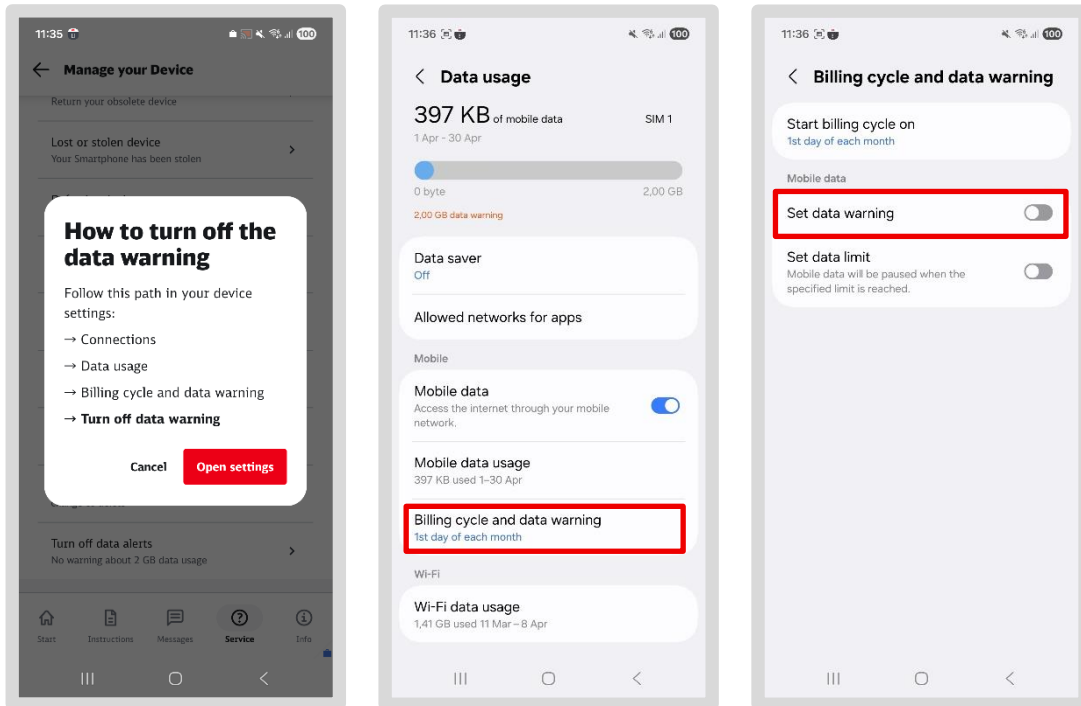 11:35
100
Manage your Device
Return your obsolete device
Lost or stolen device
Your Smartphone has been stolen
How to turn off the
data warning
Follow this path in your device
settings:
→ Connections
→ Data usage
→ Billing cycle and data warning
→ Turn off data warning
Cancel
Open settings
Turn off data alerts
No warning about 2 GB data usage
Start
Instructions
Messages
Service
Info
11:36
100
Data usage
397 KB of mobile data
SIM 1
1 Apr - 30 Apr
0 byte
2,00 GB
2,00 GB data warning
Data saver
Off
Allowed networks for apps
Mobile
Mobile data
Access the internet through your mobile
network.
Mobile data usage
397 KB used 1–30 Apr
Billing cycle and data warning
1st day of each month
Wi-Fi
Wi-Fi data usage
1,41 GB used 11 Mar – 8 Apr
11:36
100
Billing cycle and data warning
Start billing cycle on
1st day of each month
Mobile data
Set data warning
Set data limit
Mobile data will be paused when the
specified limit is reached.